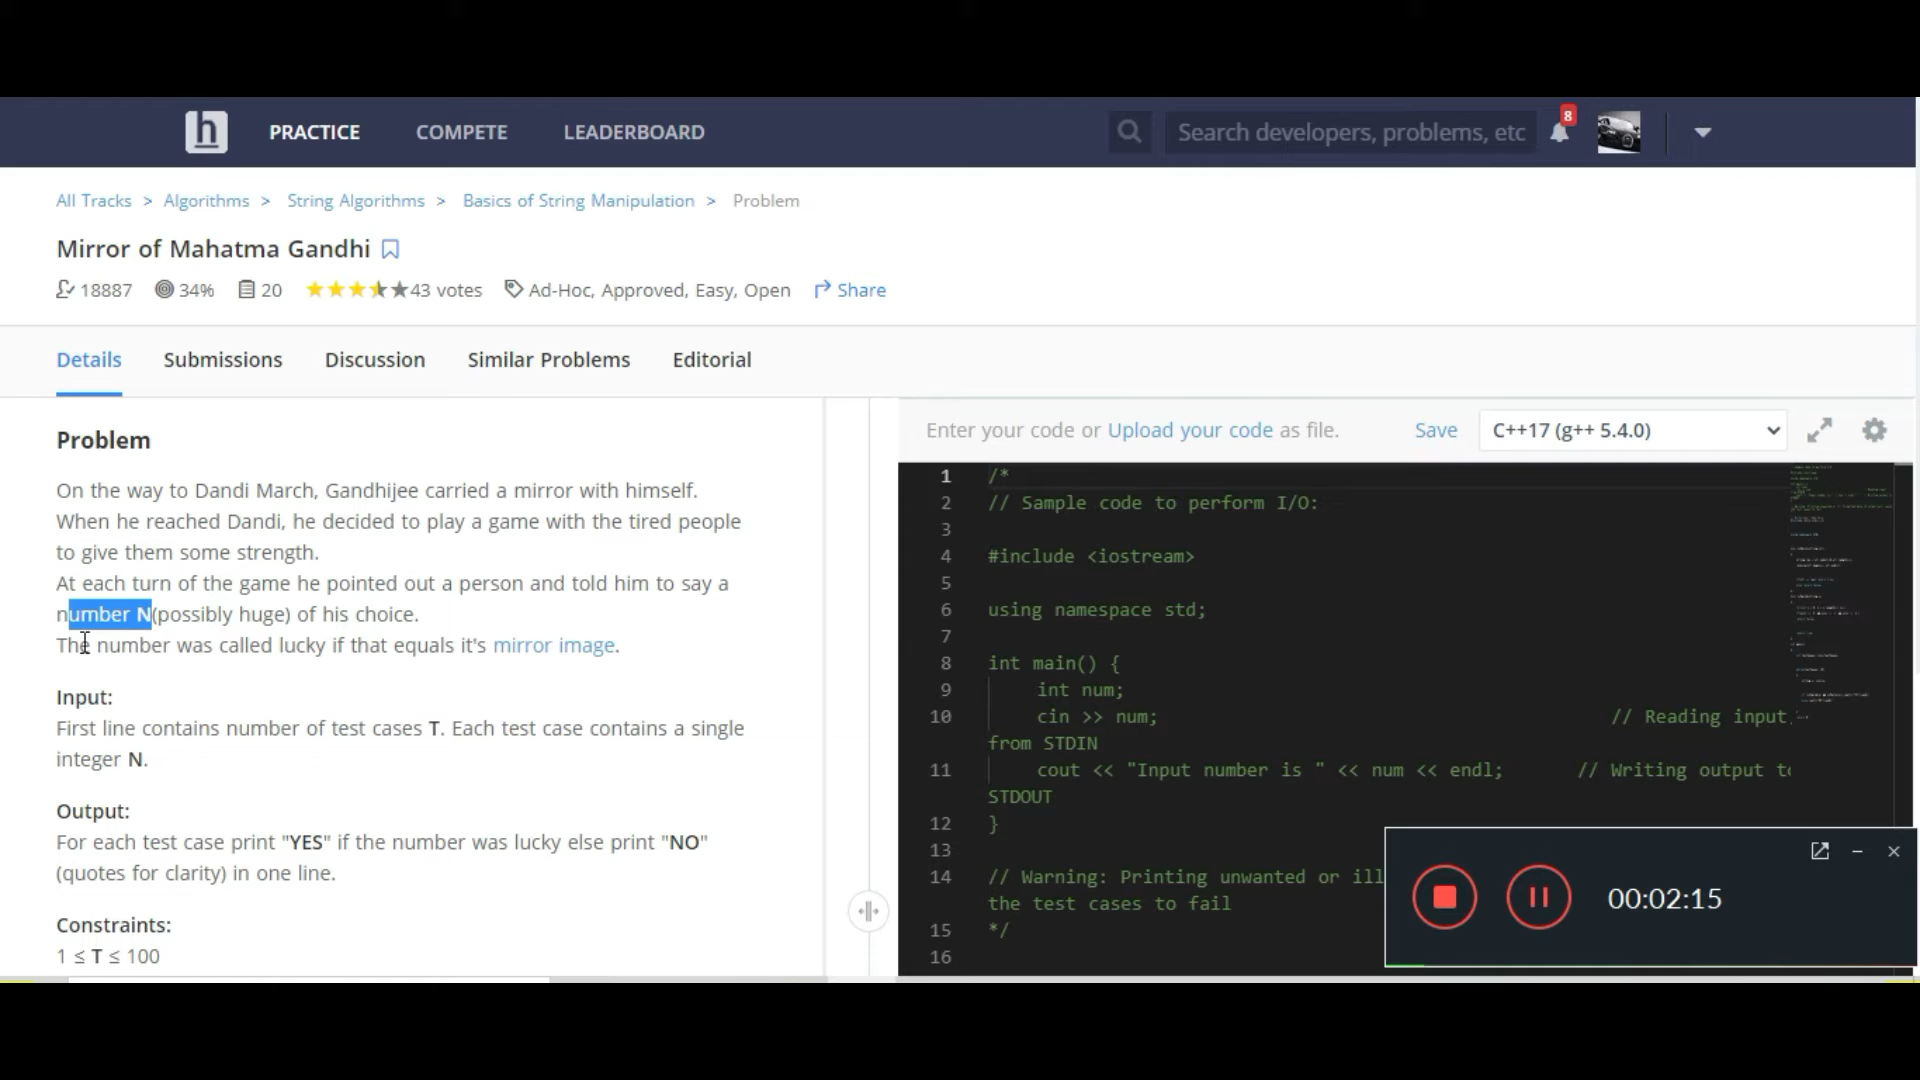 h PRACTICE COMPETE LEADERBOARD Search developers, problems, etc 8
All Tracks > Algorithms > String Algorithms > Basics of String Manipulation > Problem
Mirror of Mahatma Gandhi
18887 34% 20 43 votes Ad-Hoc, Approved, Easy, Open Share
Details Submissions Discussion Similar Problems Editorial
Problem
On the way to Dandi March, Gandhijee carried a mirror with himself.
When he reached Dandi, he decided to play a game with the tired people
to give them some strength.
At each turn of the game he pointed out a person and told him to say a
number N(possibly huge) of his choice.
The number was called lucky if that equals it's mirror image.
Input:
First line contains number of test cases T. Each test case contains a single
integer N.
Output:
For each test case print "YES" if the number was lucky else print "NO"
(quotes for clarity) in one line.
Constraints:
1 ≤ T ≤ 100
Enter your code or Upload your code as file. Save C++17 (g++ 5.4.0)
1 /*
2 // Sample code to perform I/O:
3
4 #include <iostream>
5
6 using namespace std;
7
8 int main() {
9 int num;
10 cin >> num; // Reading input
from STDIN
11 cout << "Input number is " << num << endl; // Writing output to
STDOUT
12 }
13
14 // Warning: Printing unwanted or ill
the test cases to fail
15 */
16
00:02:15